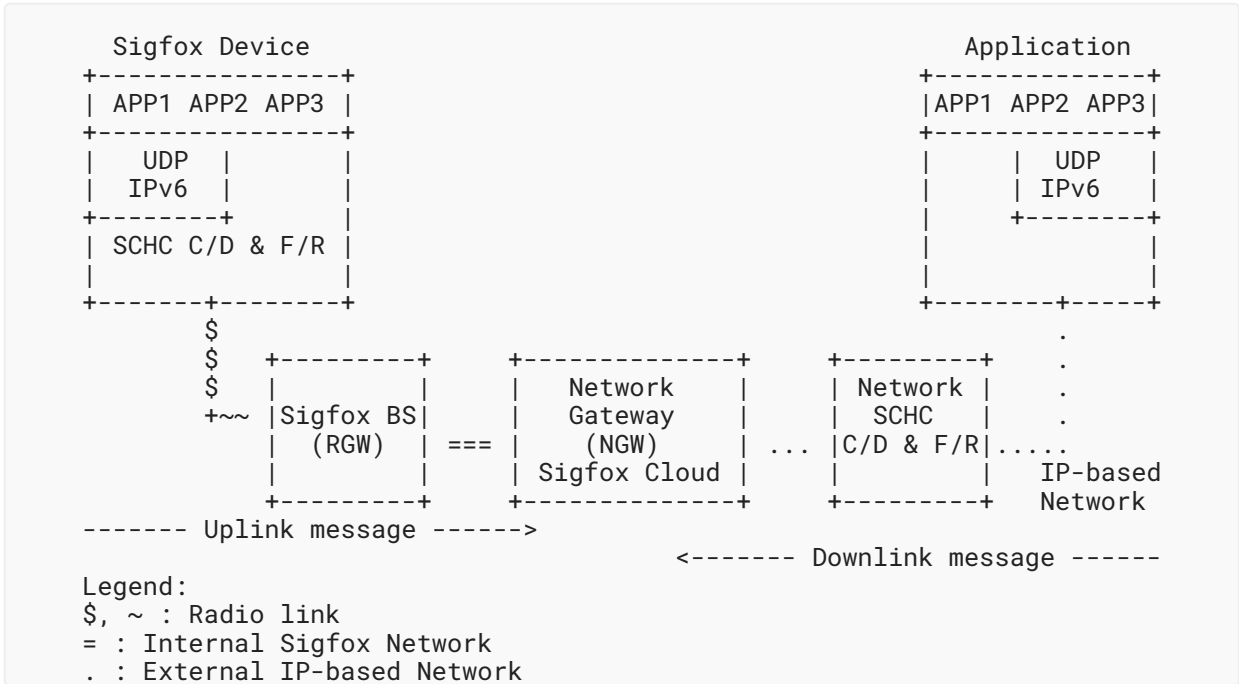 Sigfox Device                                    Application
+----------------+                                +--------------+
| APP1 APP2 APP3 |                                |APP1 APP2 APP3|
+----------------+                                +--------------+
|   UDP  |       |                                |     |  UDP   |
|  IPv6  |       |                                |     | IPv6   |
+--------+       |                                |     +--------+
| SCHC C/D & F/R |                                |              |
|                |                                |              |
+-------+--------+                                +--------+-----+
        $                                                  .
        $   +---------+    +--------------+     +---------+   .
        $   |         |    |   Network    |     | Network |   .
        +~~ |Sigfox BS|    |   Gateway    |     |  SCHC   |   .
            |  (RGW)  | === |    (NGW)     | ... |C/D & F/R|.....
            |         |    | Sigfox Cloud |     |         |  IP-based
            +---------+    +--------------+     +---------+  Network
------- Uplink message ------>
                                   <------- Downlink message ------
Legend:
$, ~ : Radio link
= : Internal Sigfox Network
. : External IP-based Network